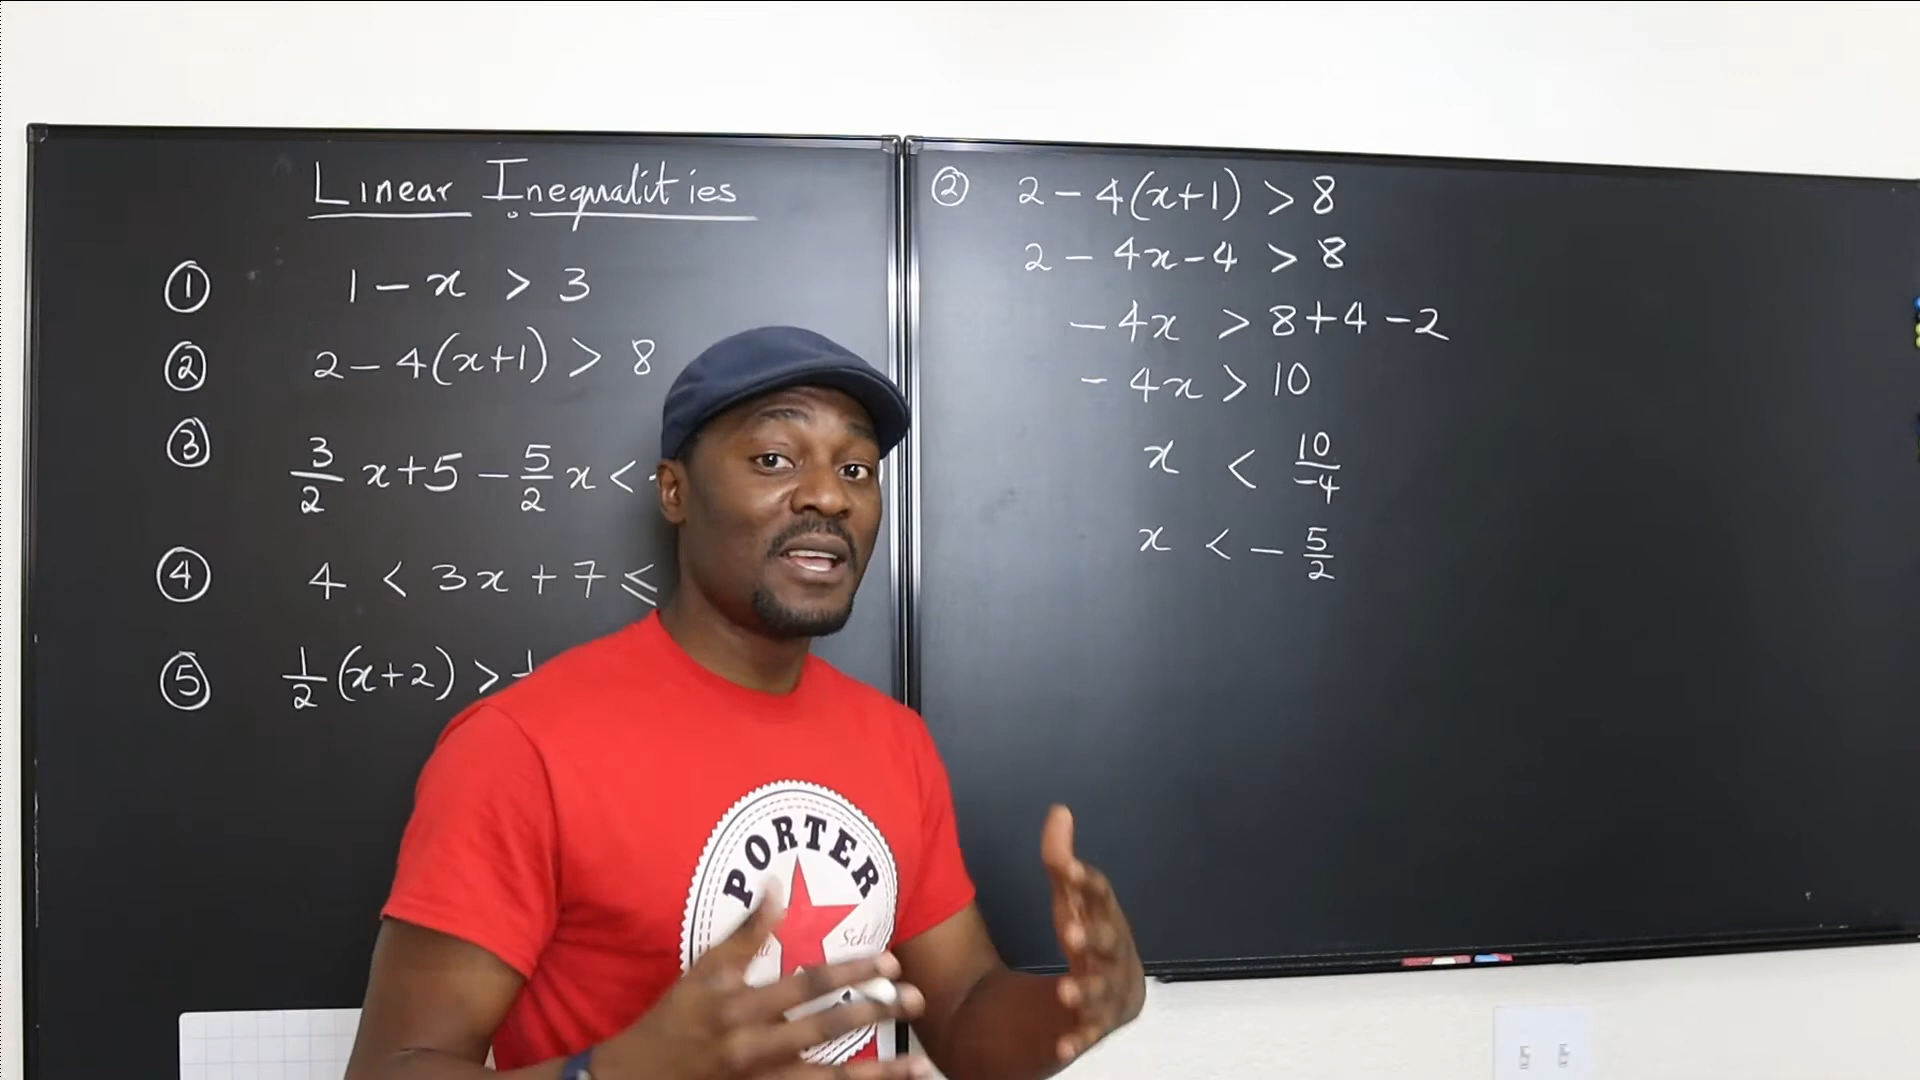 Linear Inequalities
① 1 - x > 3
② 2 - 4(x+1) > 8
③ 3/2 x + 5 - 5/2 x <
④ 4 < 3x + 7 ≤
⑤ 1/2 (x+2) >
② 2 - 4(x+1) > 8
2 - 4x - 4 > 8
- 4x > 8 + 4 - 2
- 4x > 10
x < 10/-4
x < - 5/2
PORTER